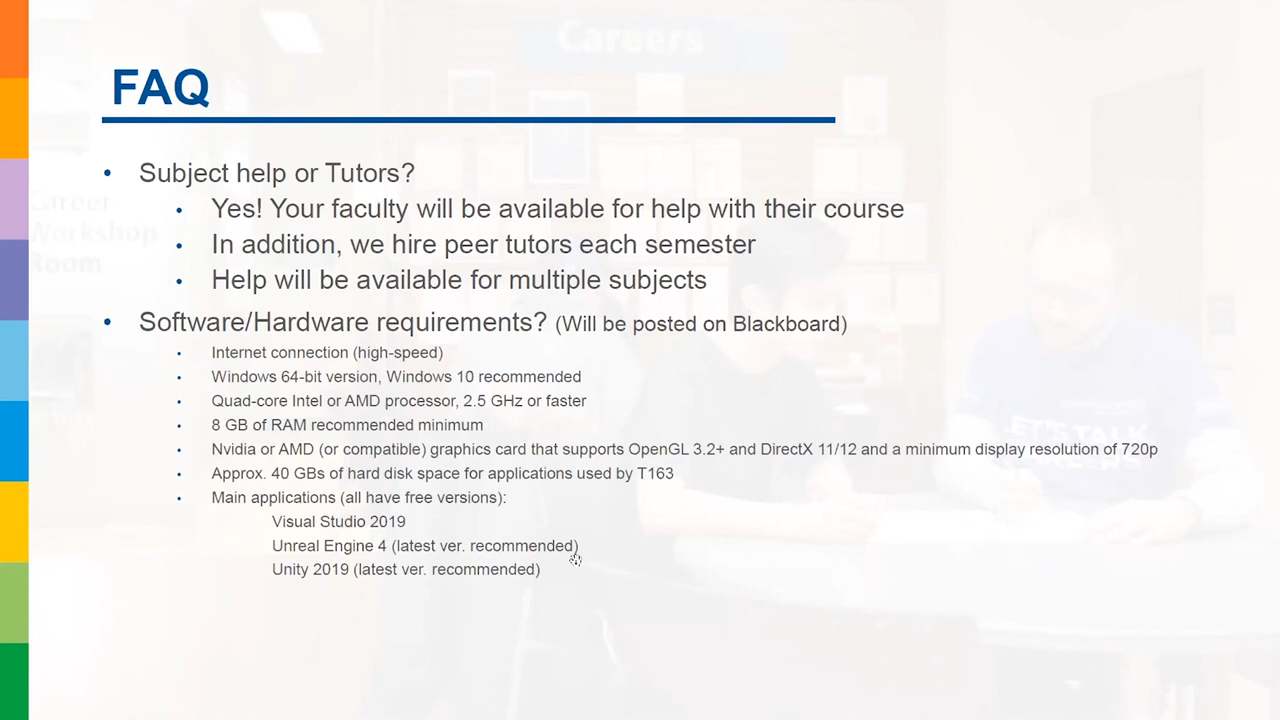 Careers
FAQ
• Subject help or Tutors?
• Yes! Your faculty will be available for help with their course
• In addition, we hire peer tutors each semester
• Help will be available for multiple subjects
Career
Workshop
Room
• Software/Hardware requirements? (Will be posted on Blackboard)
• Internet connection (high-speed)
• Windows 64-bit version, Windows 10 recommended
• Quad-core Intel or AMD processor, 2.5 GHz or faster
• 8 GB of RAM recommended minimum
• Nvidia or AMD (or compatible) graphics card that supports OpenGL 3.2+ and DirectX 11/12 and a minimum display resolution of 720p
• Approx. 40 GBs of hard disk space for applications used by T163
• Main applications (all have free versions):
Visual Studio 2019
Unreal Engine 4 (latest ver. recommended)
Unity 2019 (latest ver. recommended)
LET'S TALK